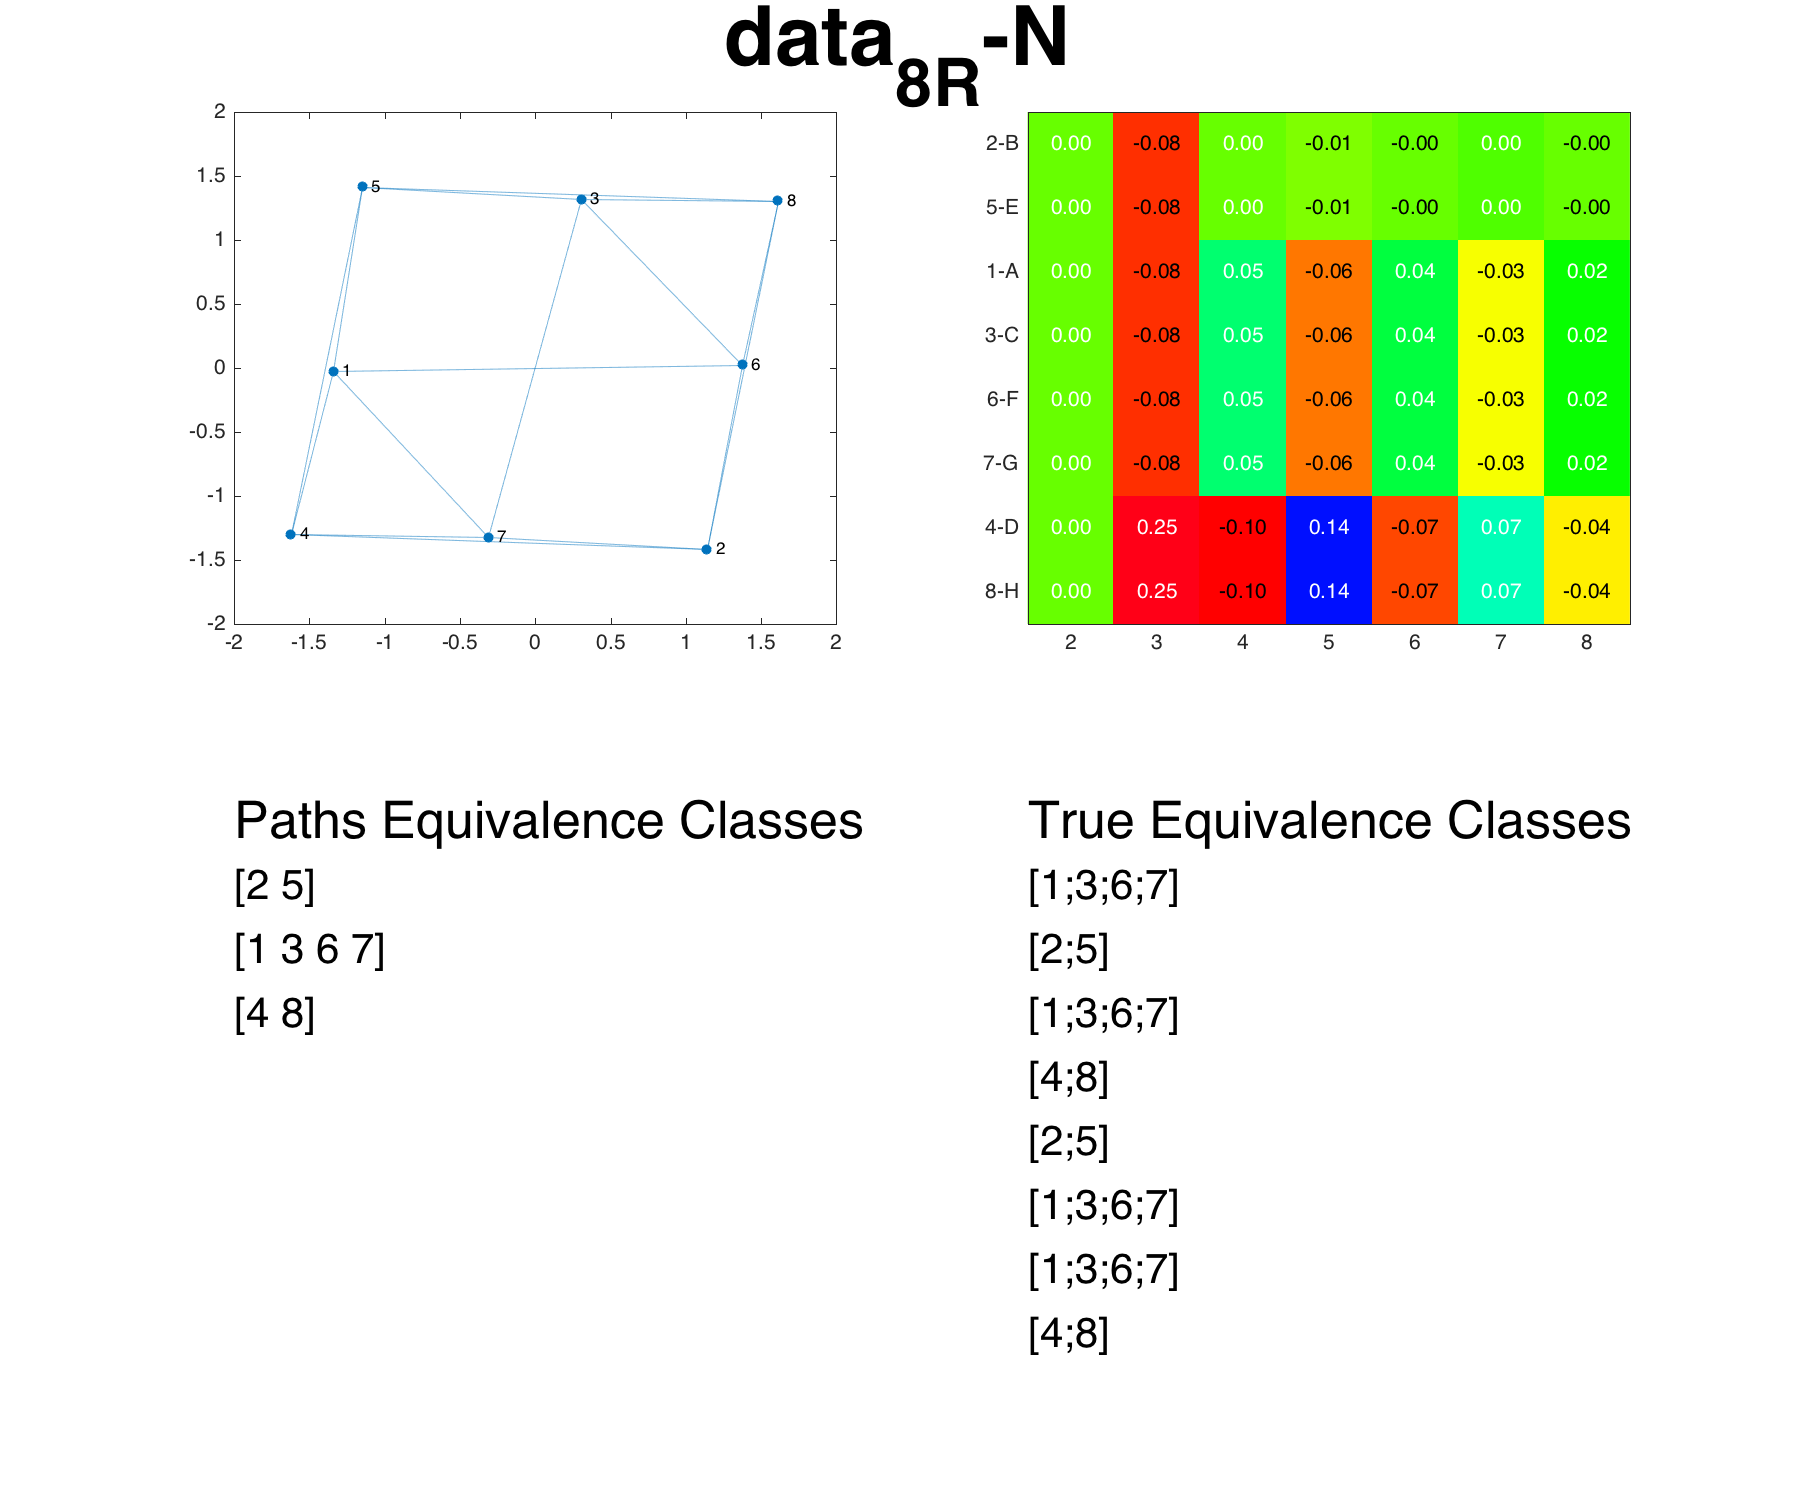 data8R-N
2
1.5
1
0.5
0
-0.5
-1
-1.5
-2
-2 -1.5 -1 -0.5 0 0.5 1 1.5 2
5
3
8
1
6
4
7
2
2-B 0.00 -0.08 0.00 -0.01 -0.00 0.00 -0.00
5-E 0.00 -0.08 0.00 -0.01 -0.00 0.00 -0.00
1-A 0.00 -0.08 0.05 -0.06 0.04 -0.03 0.02
3-C 0.00 -0.08 0.05 -0.06 0.04 -0.03 0.02
6-F 0.00 -0.08 0.05 -0.06 0.04 -0.03 0.02
7-G 0.00 -0.08 0.05 -0.06 0.04 -0.03 0.02
4-D 0.00 0.25 -0.10 0.14 -0.07 0.07 -0.04
8-H 0.00 0.25 -0.10 0.14 -0.07 0.07 -0.04
2 3 4 5 6 7 8
Paths Equivalence Classes
[2 5]
[1 3 6 7]
[4 8]
True Equivalence Classes
[1;3;6;7]
[2;5]
[1;3;6;7]
[4;8]
[2;5]
[1;3;6;7]
[1;3;6;7]
[4;8]